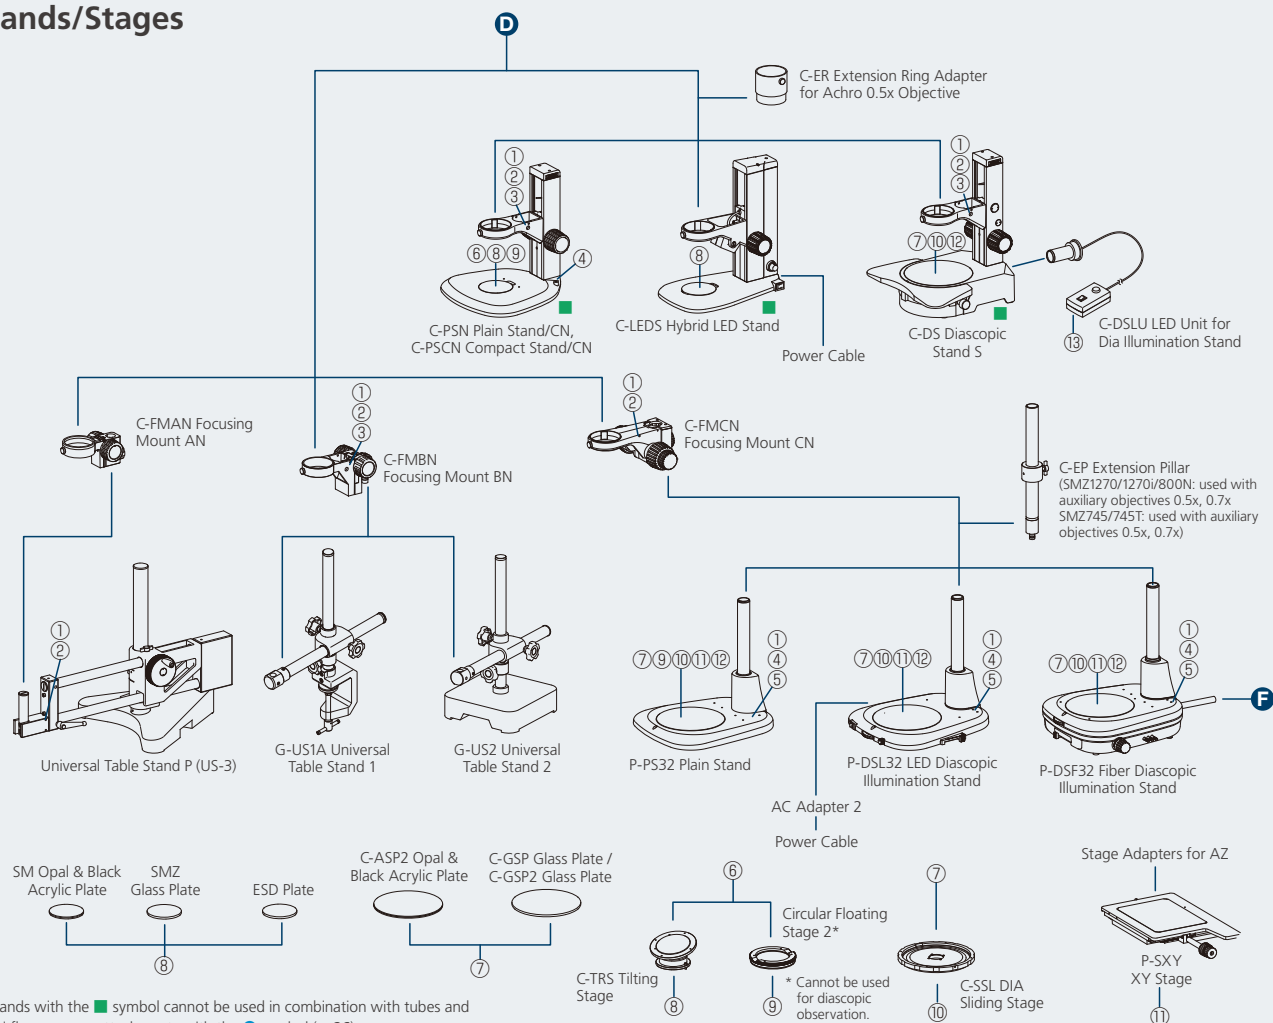 ands/Stages
D
C-ER Extension Ring Adapter
for Achro 0.5x Objective
①
②
③
⑥⑧⑨
④
C-PSN Plain Stand/CN,
C-PSCN Compact Stand/CN
⑧
C-LEDS Hybrid LED Stand
Power Cable
①
②
③
⑦⑩⑫
C-DS Diascopic
Stand S
⑬
C-DSLU LED Unit for
Dia Illumination Stand
C-FMAN Focusing
Mount AN
①
②
③
C-FMBN
Focusing Mount BN
①
②
C-FMCN
Focusing Mount CN
C-EP Extension Pillar
(SMZ1270/1270i/800N: used with
auxiliary objectives 0.5x, 0.7x
SMZ745/745T: used with auxiliary
objectives 0.5x, 0.7x)
①
②
Universal Table Stand P (US-3)
G-US1A Universal
Table Stand 1
G-US2 Universal
Table Stand 2
⑦⑨⑩⑪⑫
①
④
⑤
P-PS32 Plain Stand
⑦⑩⑪⑫
①
④
⑤
P-DSL32 LED Diascopic
Illumination Stand
AC Adapter 2
Power Cable
⑦⑩⑪⑫
①
④
⑤
F
P-DSF32 Fiber Diascopic
Illumination Stand
SM Opal & Black
Acrylic Plate
SMZ
Glass Plate
ESD Plate
⑧
C-ASP2 Opal &
Black Acrylic Plate
C-GSP Glass Plate /
C-GSP2 Glass Plate
⑦
⑥
C-TRS Tilting
Stage
⑧
Circular Floating
Stage 2*
⑨
* Cannot be used
for diascopic
observation.
⑦
C-SSL DIA
Sliding Stage
⑩
Stage Adapters for AZ
P-SXY
XY Stage
⑪
ands with the ■ symbol cannot be used in combination with tubes and